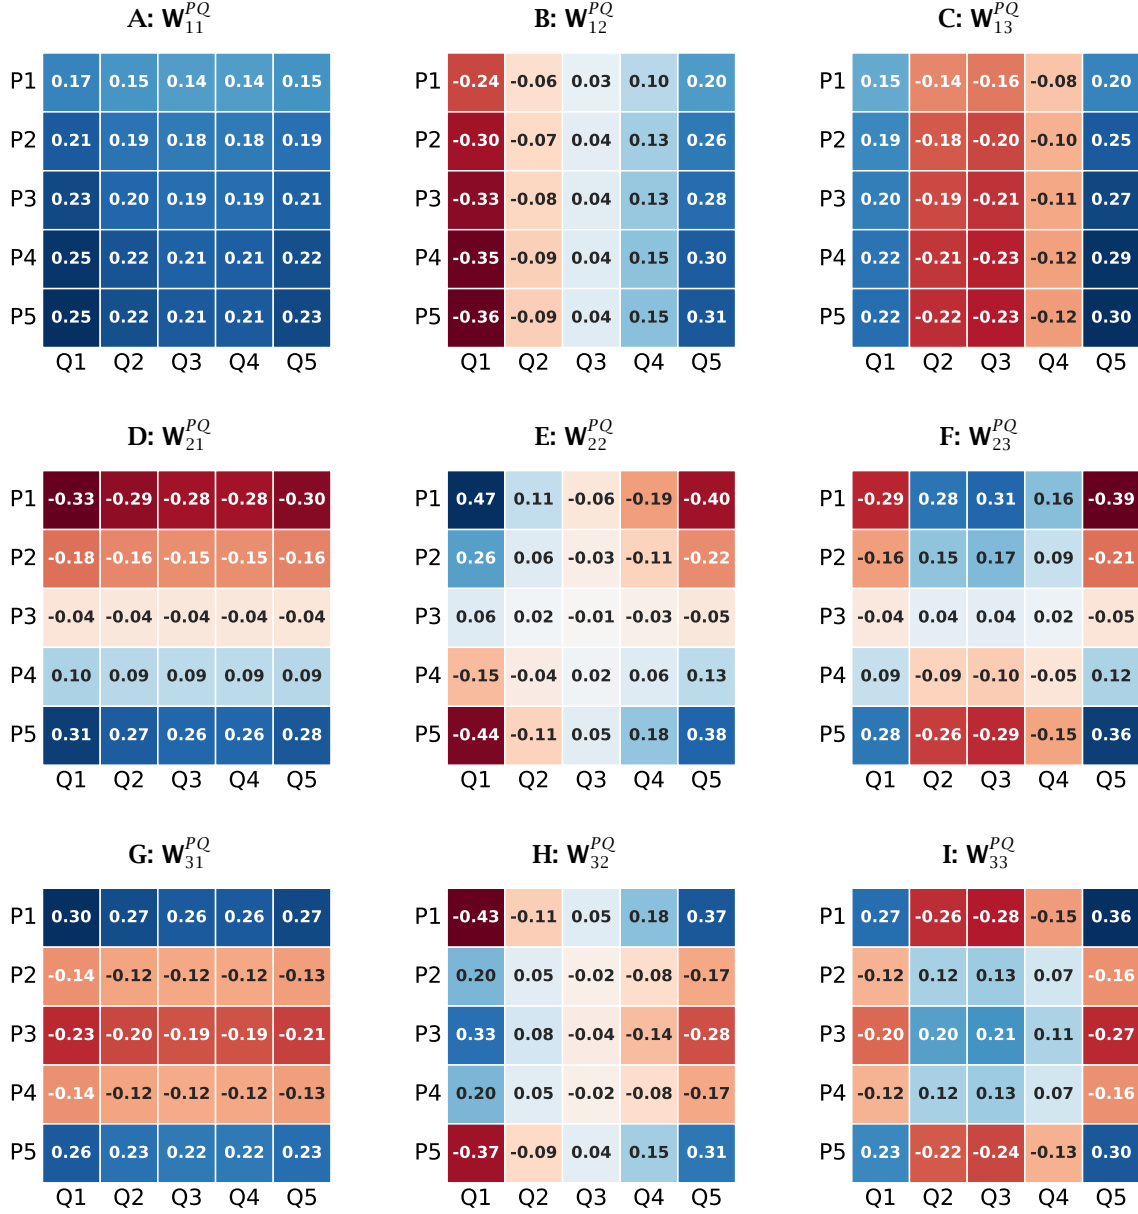 A: W₁₁^PQ B: W₁₂^PQ C: W₁₃^PQ
P1 0.17 0.15 0.14 0.14 0.15 -0.24 -0.06 0.03 0.10 0.20 0.15 -0.14 -0.16 -0.08 0.20
P2 0.21 0.19 0.18 0.18 0.19 -0.30 -0.07 0.04 0.13 0.26 0.19 -0.18 -0.20 -0.10 0.25
P3 0.23 0.20 0.19 0.19 0.21 -0.33 -0.08 0.04 0.13 0.28 0.20 -0.19 -0.21 -0.11 0.27
P4 0.25 0.22 0.21 0.21 0.22 -0.35 -0.09 0.04 0.15 0.30 0.22 -0.21 -0.23 -0.12 0.29
P5 0.25 0.22 0.21 0.21 0.23 -0.36 -0.09 0.04 0.15 0.31 0.22 -0.22 -0.23 -0.12 0.30
Q1 Q2 Q3 Q4 Q5 Q1 Q2 Q3 Q4 Q5 Q1 Q2 Q3 Q4 Q5
D: W₂₁^PQ E: W₂₂^PQ F: W₂₃^PQ
P1 -0.33 -0.29 -0.28 -0.28 -0.30 P1 0.47 0.11 -0.06 -0.19 -0.40 P1 -0.29 0.28 0.31 0.16 -0.39
P2 -0.18 -0.16 -0.15 -0.15 -0.16 P2 0.26 0.06 -0.03 -0.11 -0.22 P2 -0.16 0.15 0.17 0.09 -0.21
P3 -0.04 -0.04 -0.04 -0.04 -0.04 P3 0.06 0.02 -0.01 -0.03 -0.05 P3 -0.04 0.04 0.04 0.02 -0.05
P4 0.10 0.09 0.09 0.09 0.09 P4 -0.15 -0.04 0.02 0.06 0.13 P4 0.09 -0.09 -0.10 -0.05 0.12
P5 0.31 0.27 0.26 0.26 0.28 P5 -0.44 -0.11 0.05 0.18 0.38 P5 0.28 -0.26 -0.29 -0.15 0.36
Q1 Q2 Q3 Q4 Q5 Q1 Q2 Q3 Q4 Q5 Q1 Q2 Q3 Q4 Q5
G: W₃₁^PQ H: W₃₂^PQ I: W₃₃^PQ
P1 0.30 0.27 0.26 0.26 0.27 P1 -0.43 -0.11 0.05 0.18 0.37 P1 0.27 -0.26 -0.28 -0.15 0.36
P2 -0.14 -0.12 -0.12 -0.12 -0.13 P2 0.20 0.05 -0.02 -0.08 -0.17 P2 -0.12 0.12 0.13 0.07 -0.16
P3 -0.23 -0.20 -0.19 -0.19 -0.21 P3 0.33 0.08 -0.04 -0.14 -0.28 P3 -0.20 0.20 0.21 0.11 -0.27
P4 -0.14 -0.12 -0.12 -0.12 -0.13 P4 0.20 0.05 -0.02 -0.08 -0.17 P4 -0.12 0.12 0.13 0.07 -0.16
P5 0.26 0.23 0.22 0.22 0.23 P5 -0.37 -0.09 0.04 0.15 0.31 P5 0.23 -0.22 -0.24 -0.13 0.30
Q1 Q2 Q3 Q4 Q5 Q1 Q2 Q3 Q4 Q5 Q1 Q2 Q3 Q4 Q5